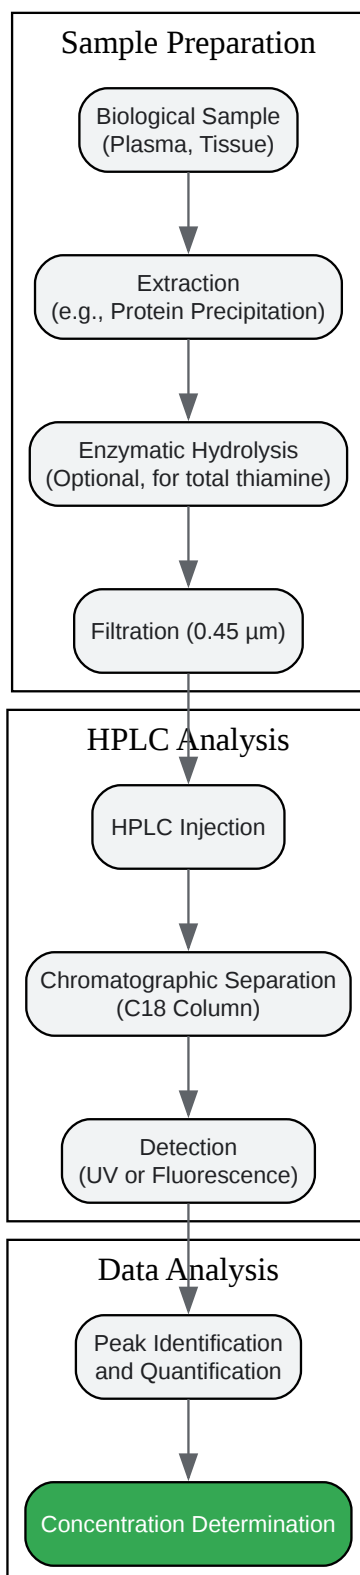 Sample Preparation
Biological Sample
(Plasma, Tissue)
Extraction
(e.g., Protein Precipitation)
Enzymatic Hydrolysis
(Optional, for total thiamine)
Filtration (0.45 µm)
HPLC Analysis
HPLC Injection
Chromatographic Separation
(C18 Column)
Detection
(UV or Fluorescence)
Data Analysis
Peak Identification
and Quantification
Concentration Determination